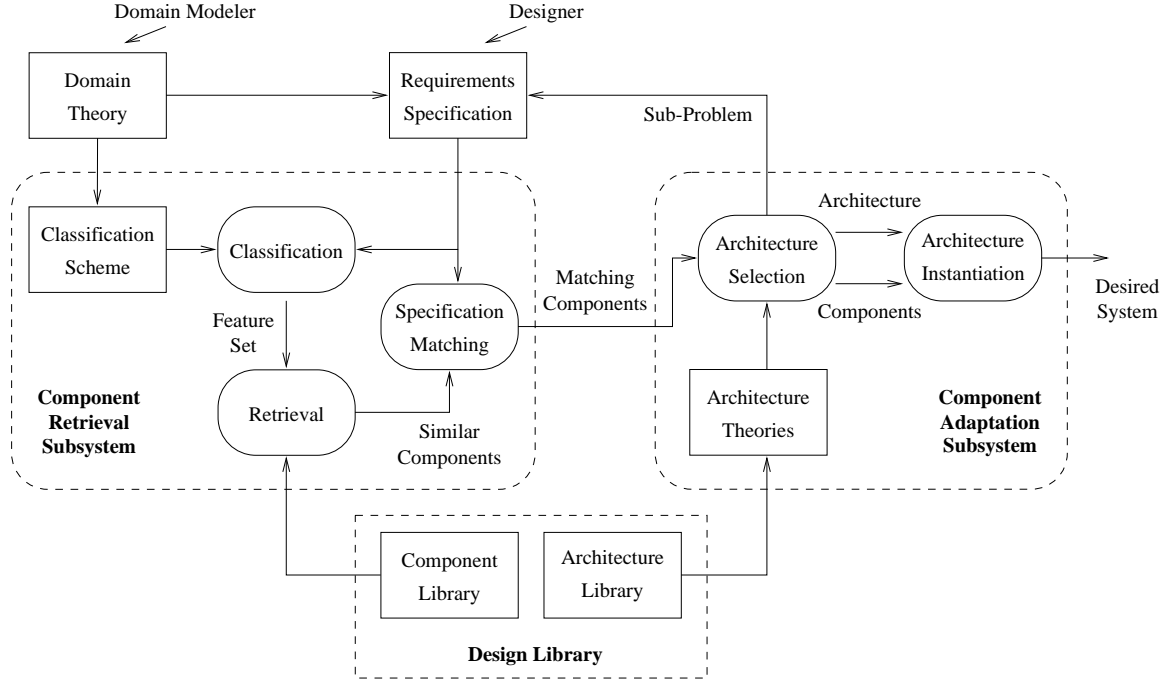 Domain Modeler
Designer
Domain
Theory
Requirements
Specification
Sub-Problem
Classification
Scheme
Classification
Feature
Set
Retrieval
Specification
Matching
Similar
Components
Component
Retrieval
Subsystem
Matching
Components
Architecture
Selection
Architecture
Components
Architecture
Instantiation
Desired
System
Architecture
Theories
Component
Adaptation
Subsystem
Component
Library
Architecture
Library
Design Library